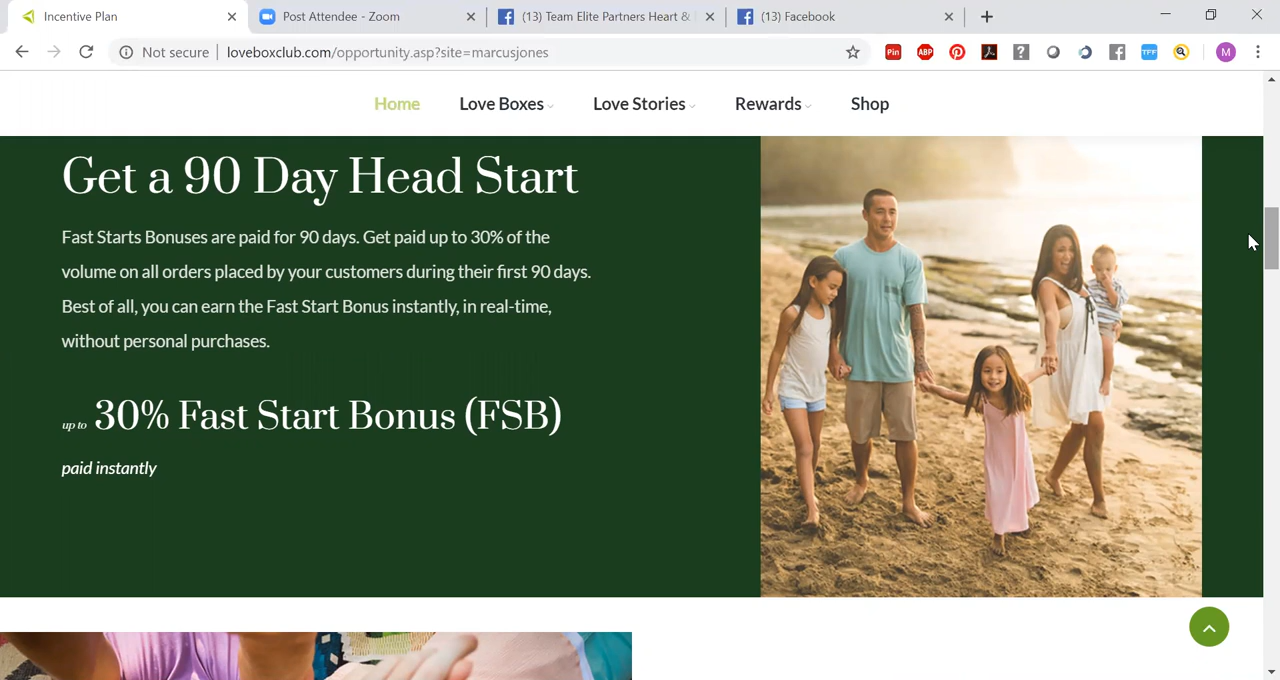 Incentive Plan
Post Attendee - Zoom
(13) Team Elite Partners Heart &
(13) Facebook
Not secure
loveboxclub.com/opportunity.asp?site=marcusjones
Pin
ABP
?
TFF
M
Home
Love Boxes
Love Stories
Rewards
Shop
Get a 90 Day Head Start
Fast Starts Bonuses are paid for 90 days. Get paid up to 30% of the
volume on all orders placed by your customers during their first 90 days.
Best of all, you can earn the Fast Start Bonus instantly, in real-time,
without personal purchases.
up to 30% Fast Start Bonus (FSB)
paid instantly